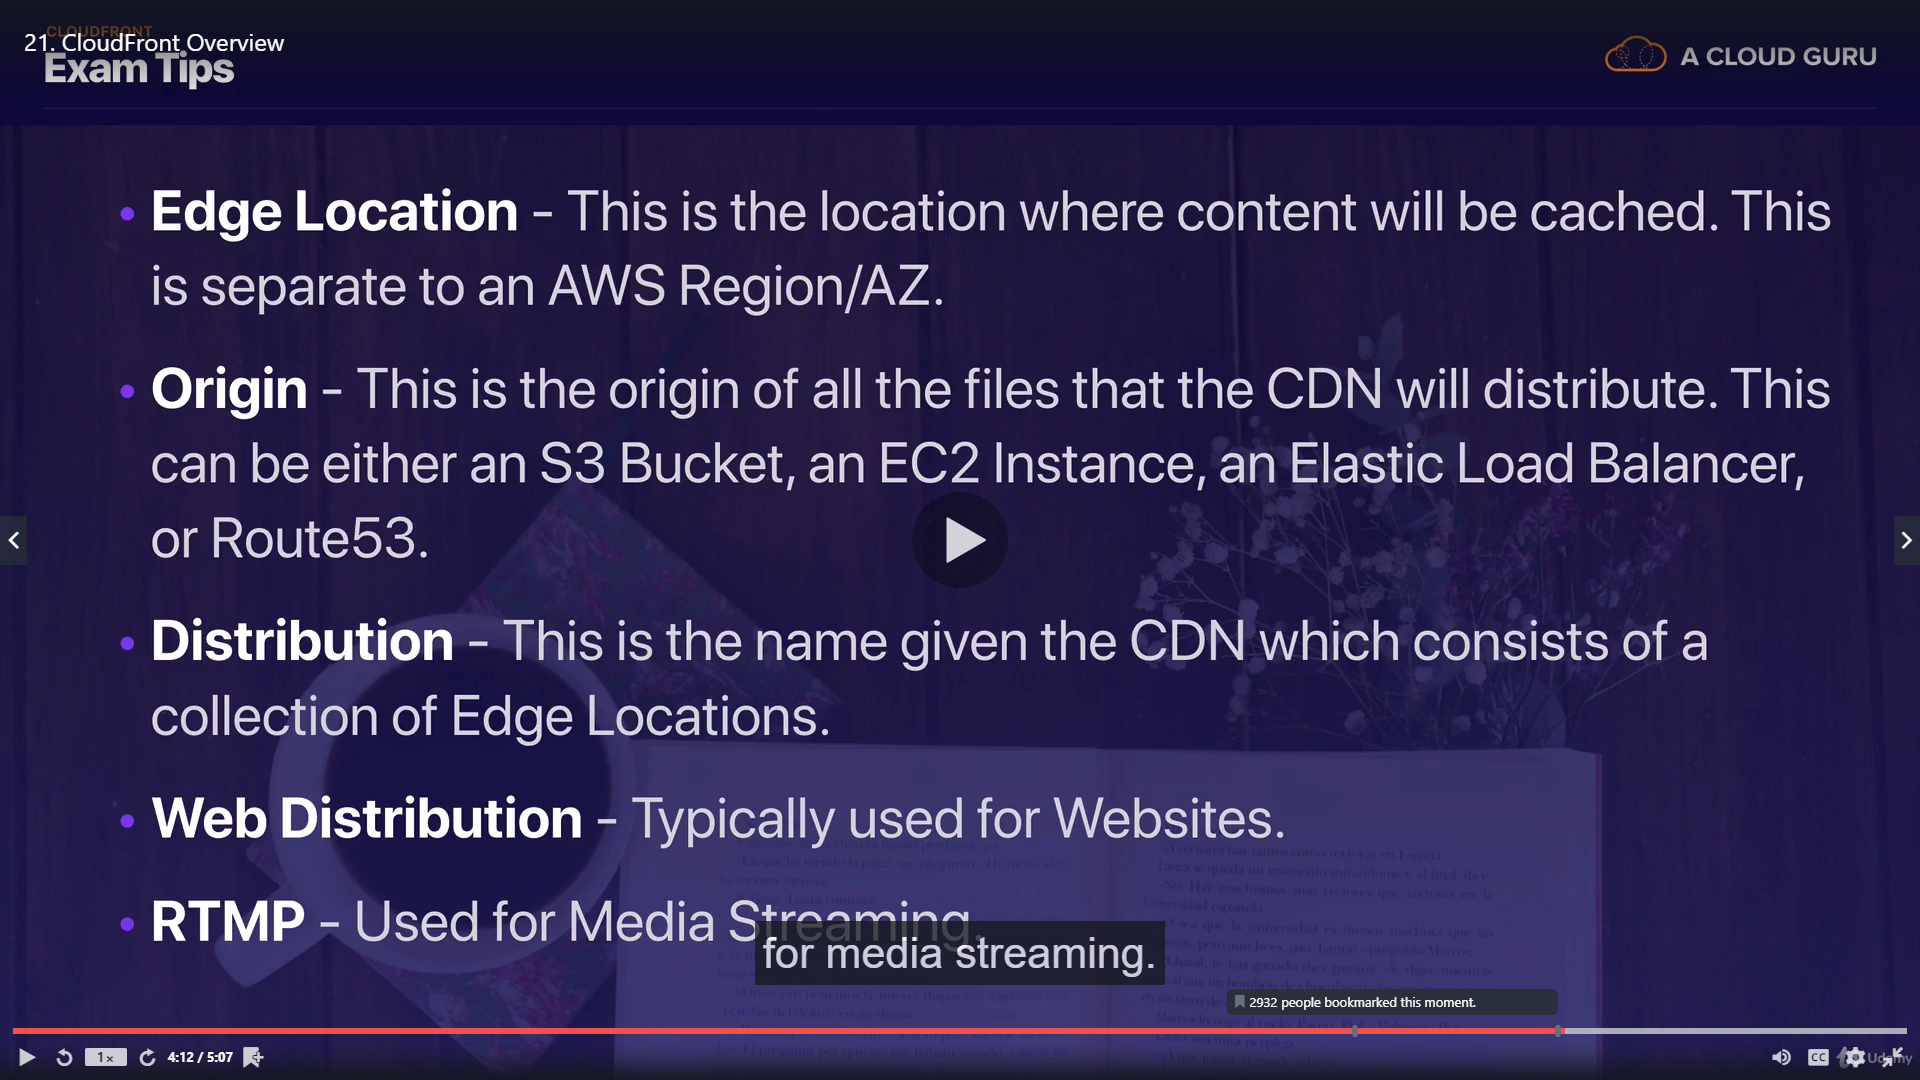 CLOUDFRONT
21. CloudFront Overview
Exam Tips
A CLOUD GURU
• Edge Location - This is the location where content will be cached. This
is separate to an AWS Region/AZ.
• Origin - This is the origin of all the files that the CDN will distribute. This
can be either an S3 Bucket, an EC2 Instance, an Elastic Load Balancer,
or Route53.
• Distribution - This is the name given the CDN which consists of a
collection of Edge Locations.
• Web Distribution - Typically used for Websites.
• RTMP - Used for Media Streaming.
for media streaming.
2932 people bookmarked this moment.
1x
4:12 / 5:07
CC
Udemy